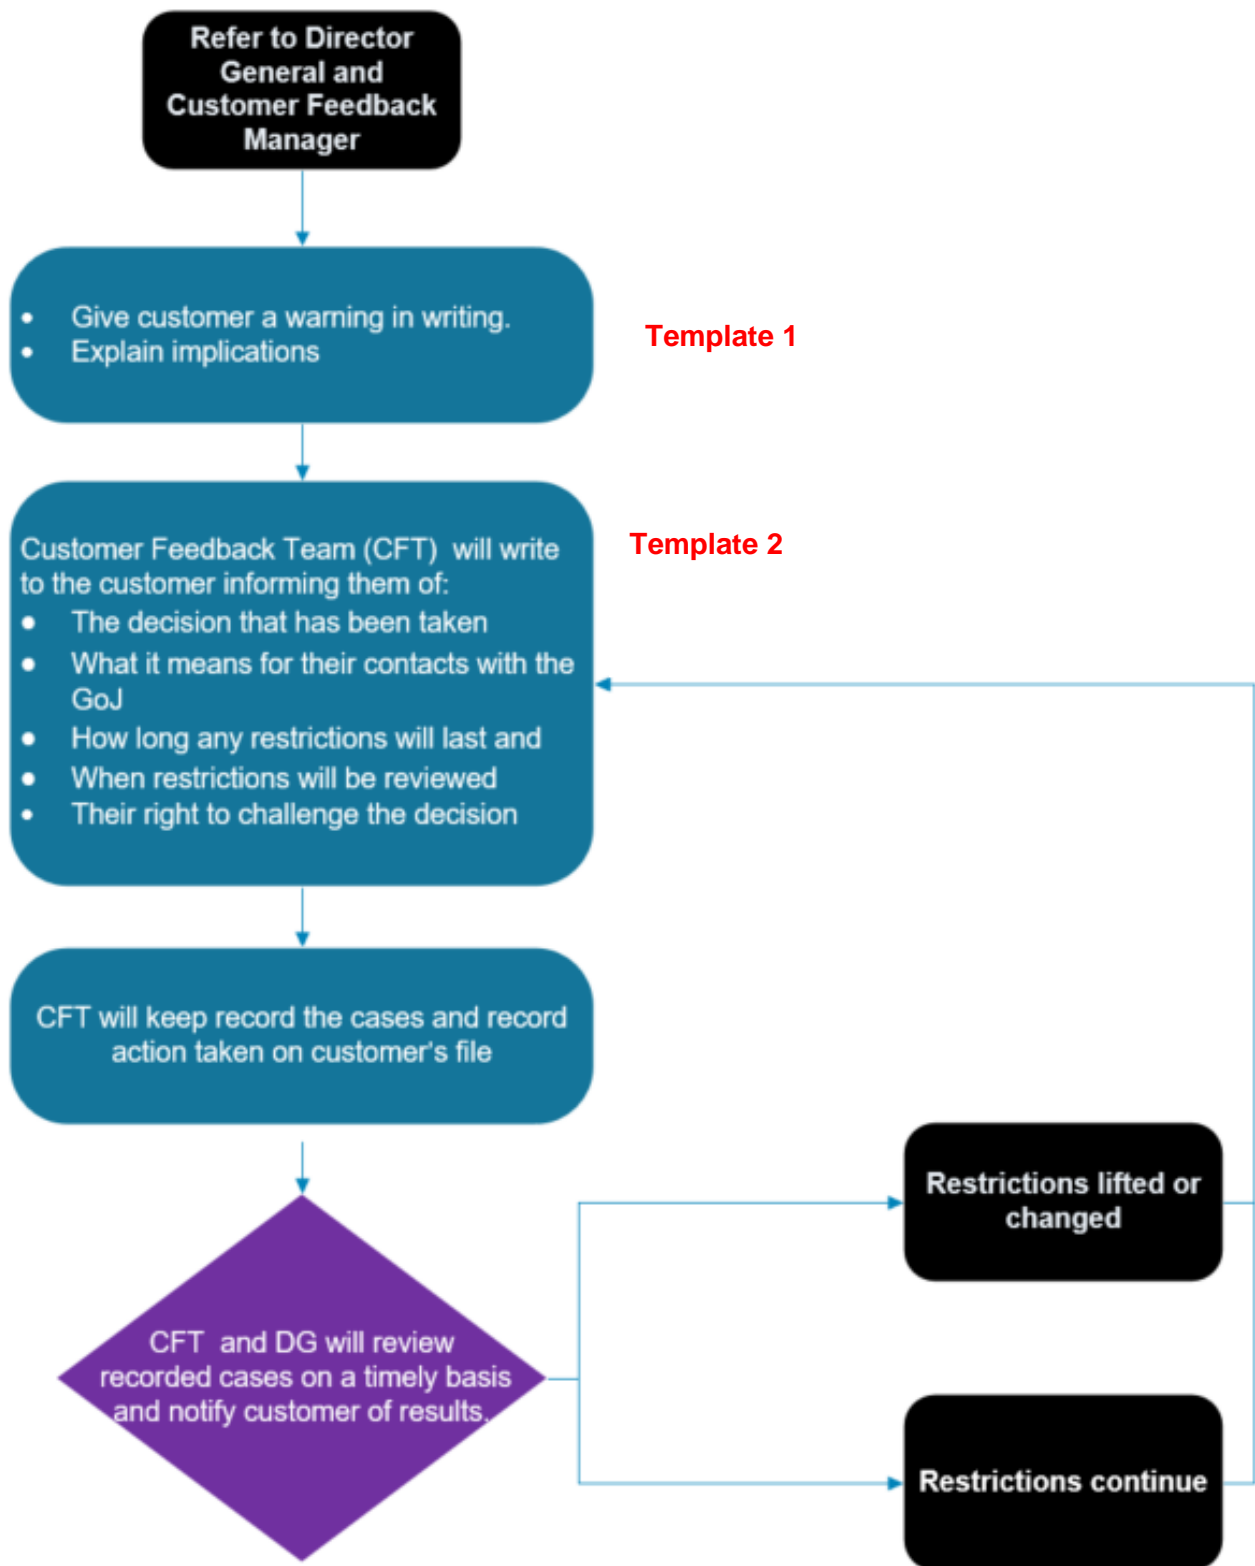 Refer to Director
General and
Customer Feedback
Manager
• Give customer a warning in writing.
• Explain implications
Template 1
Customer Feedback Team (CFT) will write
to the customer informing them of:
• The decision that has been taken
• What it means for their contacts with the
GoJ
• How long any restrictions will last and
• When restrictions will be reviewed
• Their right to challenge the decision
Template 2
CFT will keep record the cases and record
action taken on customer's file
CFT and DG will review
recorded cases on a timely basis
and notify customer of results.
Restrictions lifted or
changed
Restrictions continue